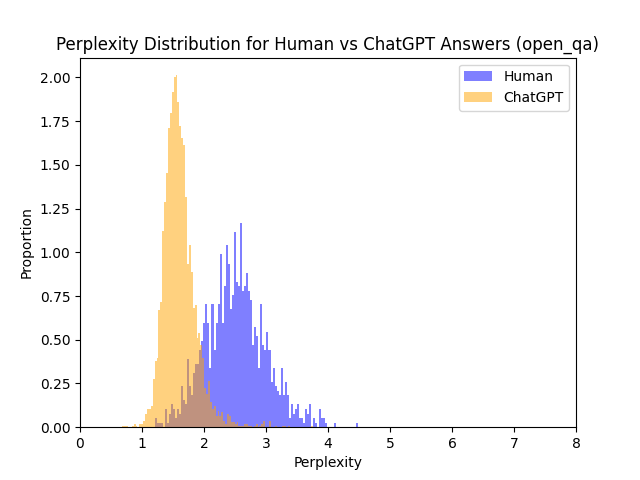 Perplexity Distribution for Human vs ChatGPT Answers (open_qa)
Human
ChatGPT
2.00
1.75
1.50
1.25
1.00
0.75
0.50
0.25
0.00
Proportion
0 1 2 3 4 5 6 7 8
Perplexity